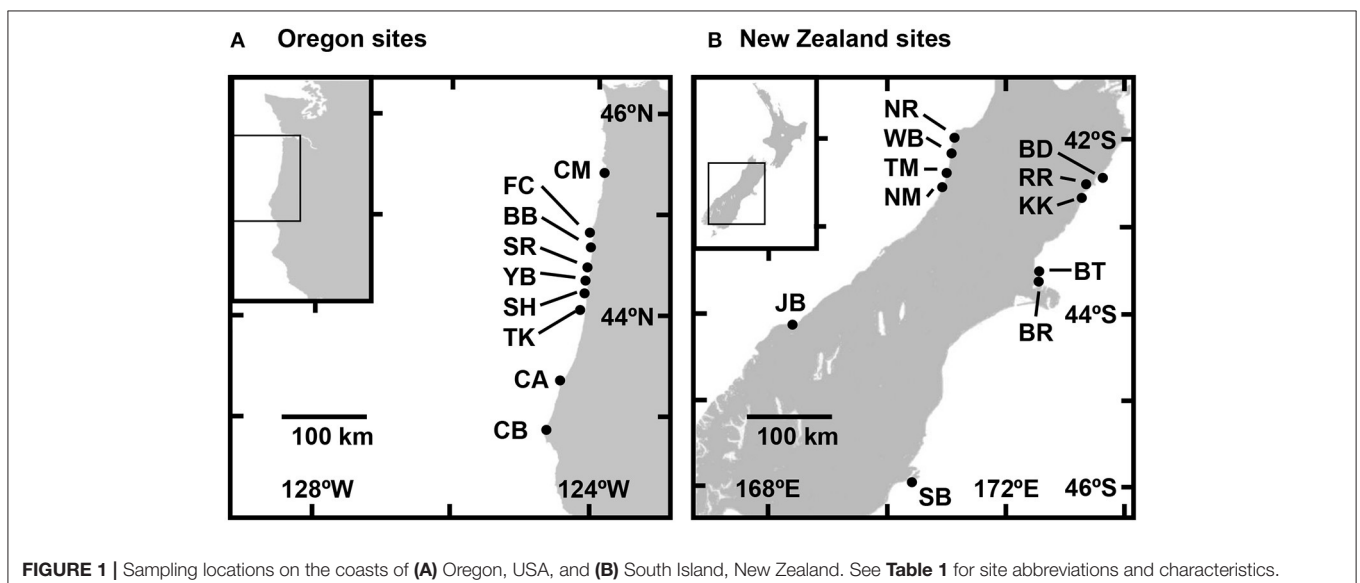 A Oregon sites
B New Zealand sites
46ºN
CM
FC
BB
SR
YB
SH
TK
44ºN
CA
CB
100 km
128ºW
124ºW
NR
WB
TM
NM
42ºS
BD
RR
KK
BT
BR
44ºS
JB
100 km
168ºE
172ºE
46ºS
SB
FIGURE 1 | Sampling locations on the coasts of (A) Oregon, USA, and (B) South Island, New Zealand. See Table 1 for site abbreviations and characteristics.